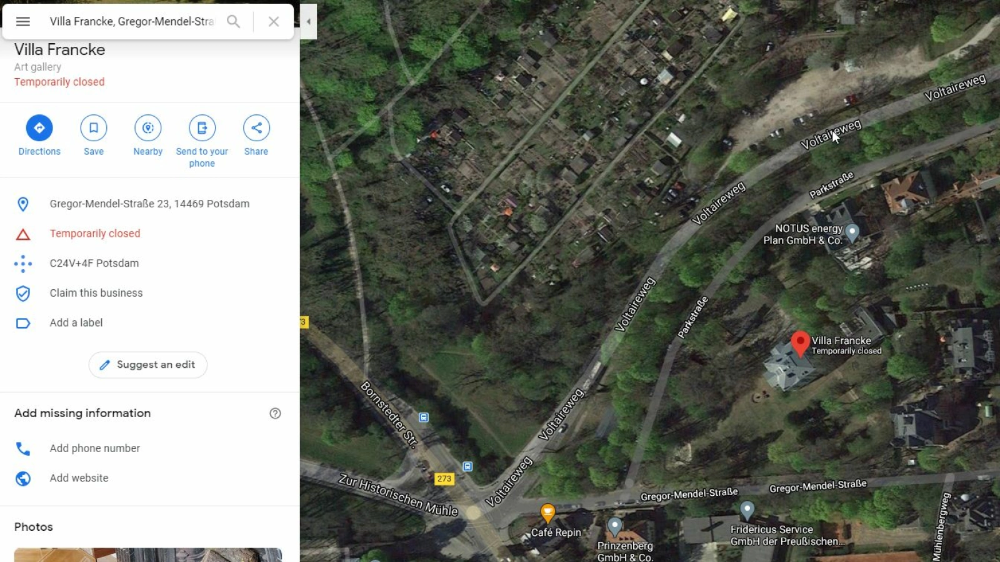 Villa Francke, Gregor-Mendel-Stra
Villa Francke
Art gallery
Temporarily closed
Directions
Save
Nearby
Send to your
phone
Share
Gregor-Mendel-Straße 23, 14469 Potsdam
Temporarily closed
C24V+4F Potsdam
Claim this business
Add a label
Suggest an edit
Add missing information
Add phone number
Add website
Photos
Voltaireweg
Voltaireweg
Parkstraße
Voltaireweg
NOTUS energy
Plan GmbH & Co.
Voltaireweg
Parkstraße
73
Villa Francke
Temporarily closed
Bornstedter Str.
Voltaireweg
273
Voltaireweg
Zur Historischen Mühle
Gregor-Mendel-Straße
Gregor-Mendel-Straße
Mühlenbergweg
Café Repin
Prinzenberg
GmbH & Co.
Fridericus Service
GmbH der Preußischen...